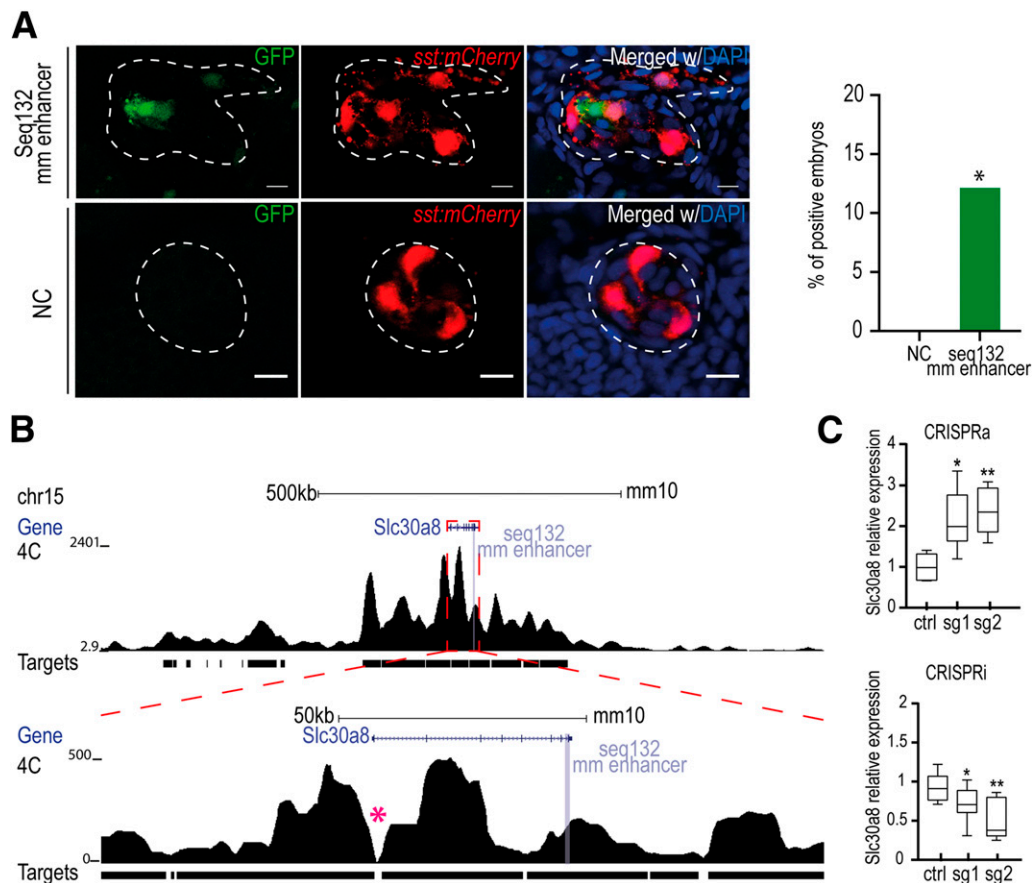 A
Seq132
mm enhancer
GFP
sst:mCherry
Merged w/DAPI
NC
GFP
sst:mCherry
Merged w/DAPI
% of positive embryos
20
15
10
5
0
*
NC
seq132
mm enhancer
B
chr15
500kb
mm10
Gene
Slc30a8
4C
2401
seq132
mm enhancer
2.9
Targets
50kb
mm10
Gene
Slc30a8
4C
500
seq132
mm enhancer
*
0
Targets
C
CRISPRa
Slc30a8 relative expression
4
3
2
1
0
*
**
ctrl sg1 sg2
CRISPRi
Slc30a8 relative expression
2
1.5
1
0.5
0
*
**
ctrl sg1 sg2